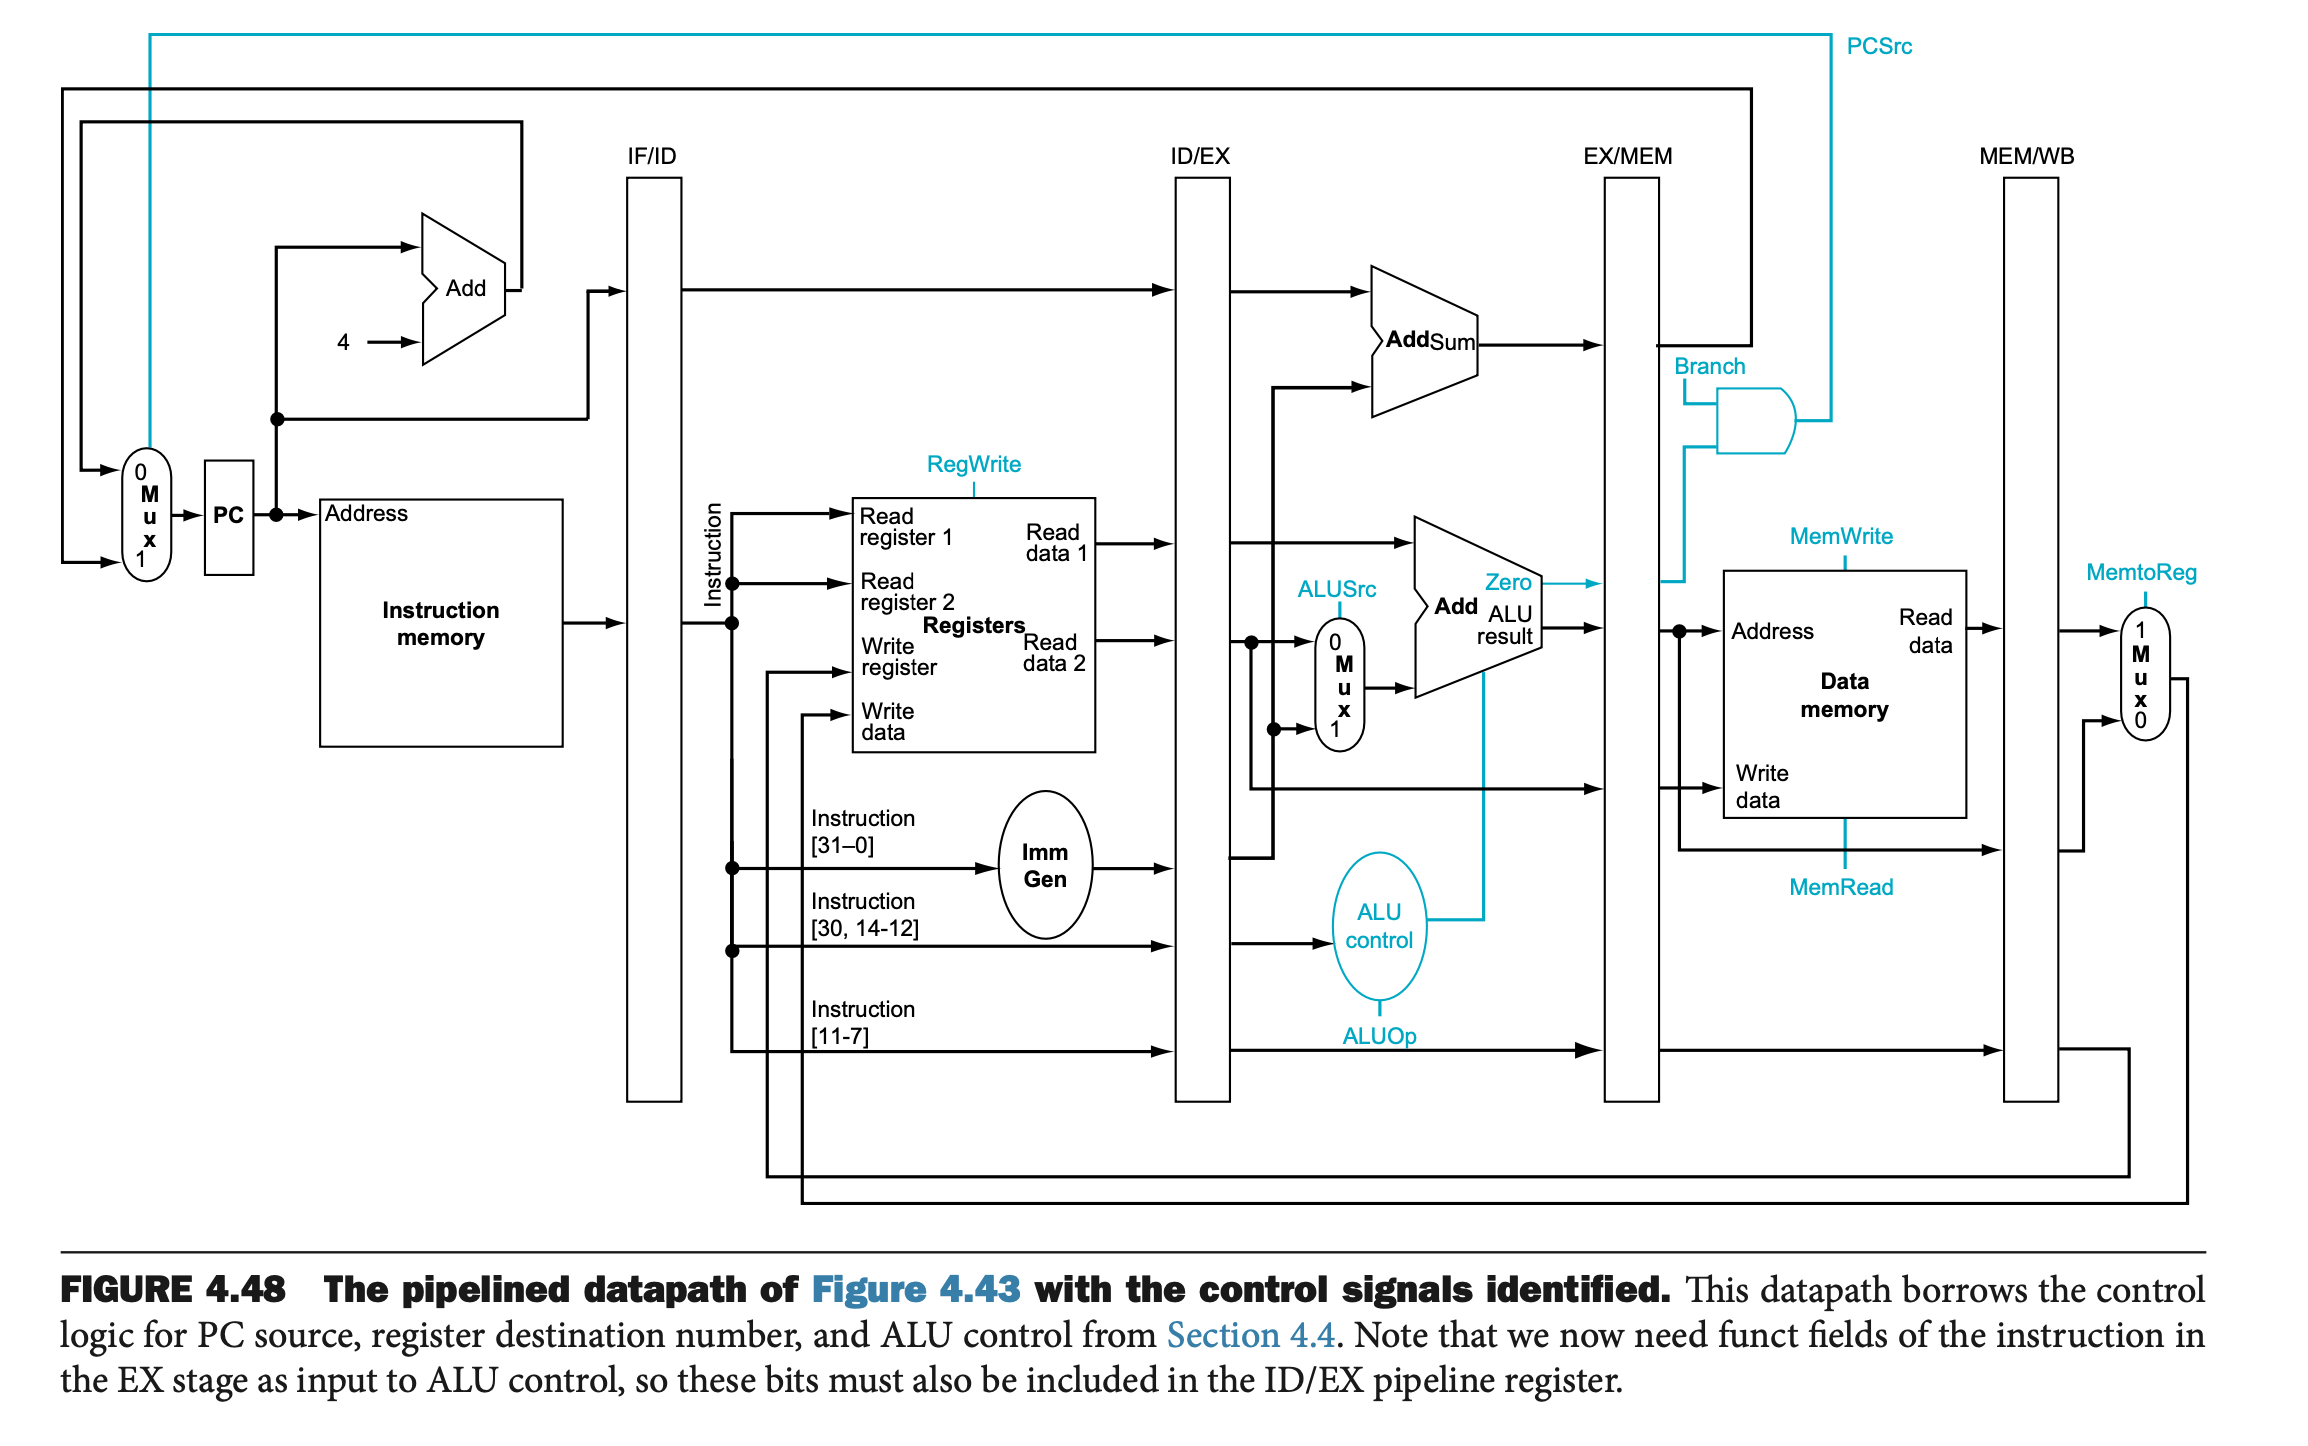 PCSrc
IF/ID
ID/EX
EX/MEM
MEM/WB
Add
4
Add Sum
Branch
0
M
u
x
1
PC
Address
Instruction
memory
Instruction
RegWrite
Read
register 1
Read
register 2
Write
register
Write
data
Registers
Read
data 1
Read
data 2
ALUSrc
0
M
u
x
1
Add
Zero
ALU
result
MemWrite
Address
Read
data
Data
memory
Write
data
MemRead
MemtoReg
1
M
u
x
0
Instruction
[31–0]
Imm
Gen
Instruction
[30, 14-12]
ALU
control
Instruction
[11-7]
ALUOp
FIGURE 4.48 The pipelined datapath of Figure 4.43 with the control signals identified. This datapath borrows the control
logic for PC source, register destination number, and ALU control from Section 4.4. Note that we now need funct fields of the instruction in
the EX stage as input to ALU control, so these bits must also be included in the ID/EX pipeline register.